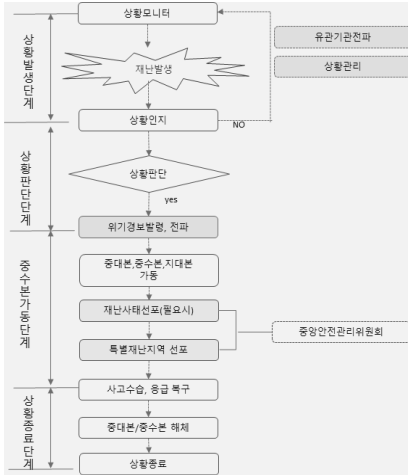 상황모니터
유관기관전파
재난발생
상황관리
상황발생단계
상황인지
NO
상황판단
상황판단단계
yes
위기경보발령, 전파
중대본,중수본,지대본
가동
재난사태선포(필요시)
중앙안전관리위원회
중수본가동단계
특별재난지역 선포
사고수습, 응급 복구
중대본/중수본 해체
상황종료단계
상황종료